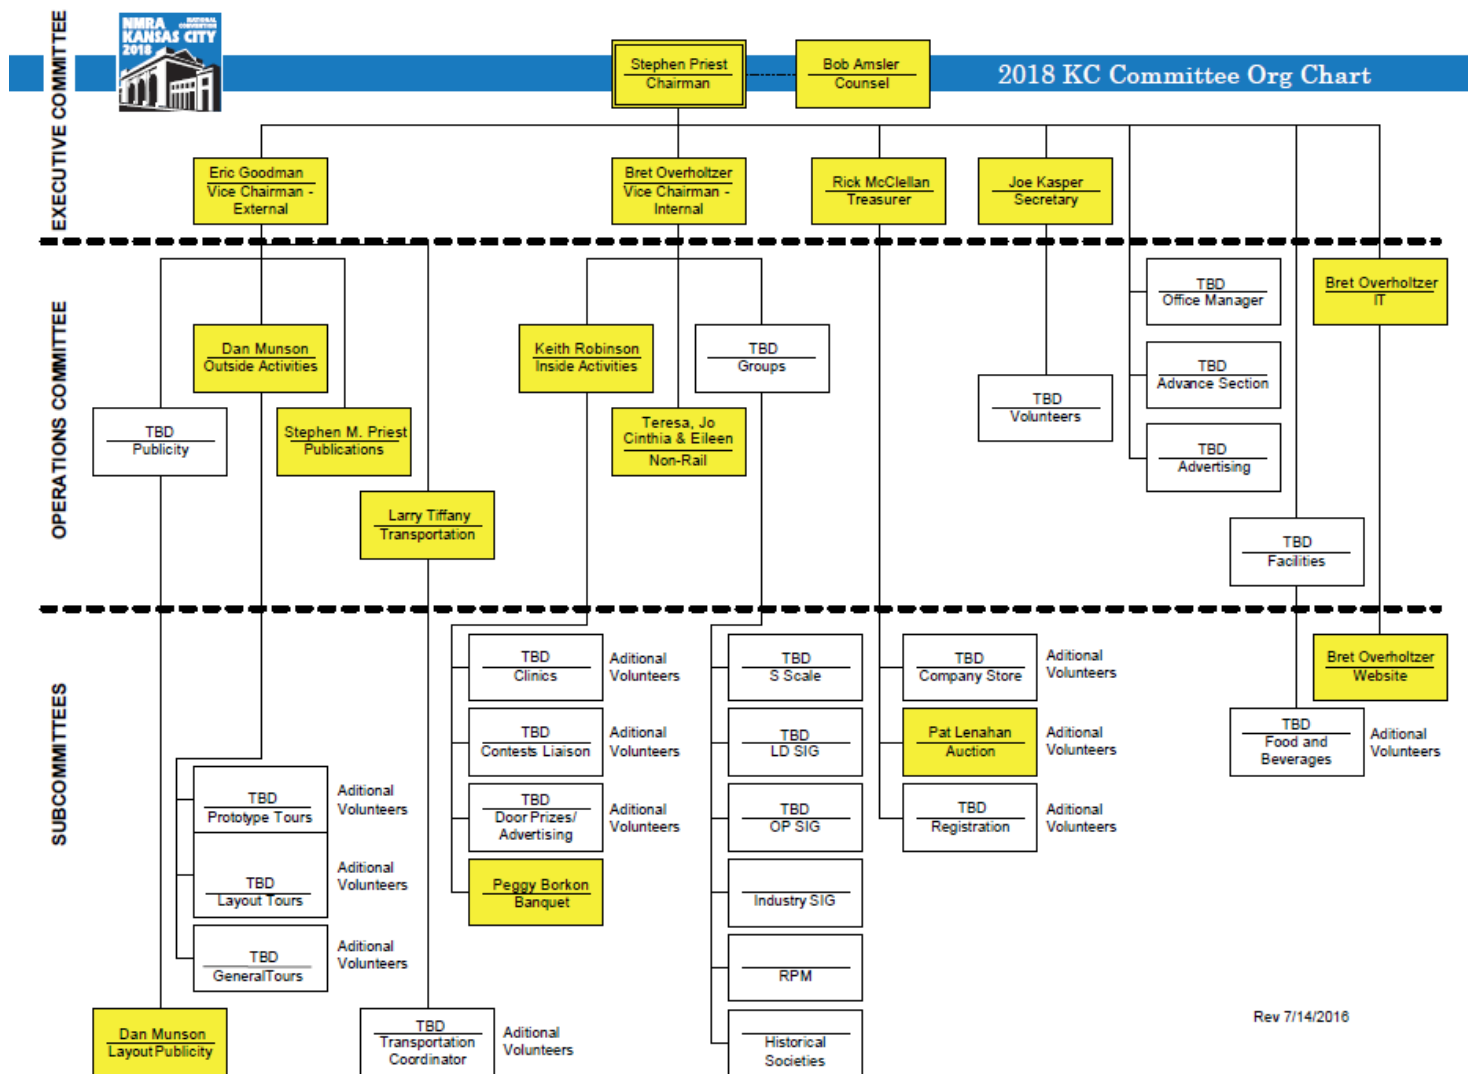 NMRA NATIONAL CONVENTION
KANSAS CITY
2018
2018 KC Committee Org Chart
EXECUTIVE COMMITTEE
Stephen Priest
Chairman
Bob Amsler
Counsel
Eric Goodman
Vice Chairman -
External
Bret Overholtzer
Vice Chairman -
Internal
Rick McClellan
Treasurer
Joe Kasper
Secretary
OPERATIONS COMMITTEE
TBD
Office Manager
Bret Overholtzer
IT
Dan Munson
Outside Activities
Keith Robinson
Inside Activities
TBD
Groups
TBD
Advance Section
TBD
Volunteers
TBD
Publicity
Stephen M. Priest
Publications
Teresa, Jo
Cinthia & Eileen
Non-Rail
TBD
Advertising
Larry Tiffany
Transportation
TBD
Facilities
SUBCOMMITTEES
TBD
Clinics
Aditional
Volunteers
TBD
S Scale
TBD
Company Store
Aditional
Volunteers
Bret Overholtzer
Website
TBD
Contests Liaison
Aditional
Volunteers
TBD
LD SIG
Pat Lenahan
Auction
Aditional
Volunteers
TBD
Food and
Beverages
Aditional
Volunteers
TBD
Prototype Tours
Aditional
Volunteers
TBD
Door Prizes/
Advertising
Aditional
Volunteers
TBD
OP SIG
TBD
Registration
Aditional
Volunteers
TBD
Layout Tours
Aditional
Volunteers
Peggy Borkon
Banquet
Industry SIG
TBD
GeneralTours
Aditional
Volunteers
RPM
Dan Munson
Layout Publicity
TBD
Transportation
Coordinator
Aditional
Volunteers
Historical
Societies
Rev 7/14/2016